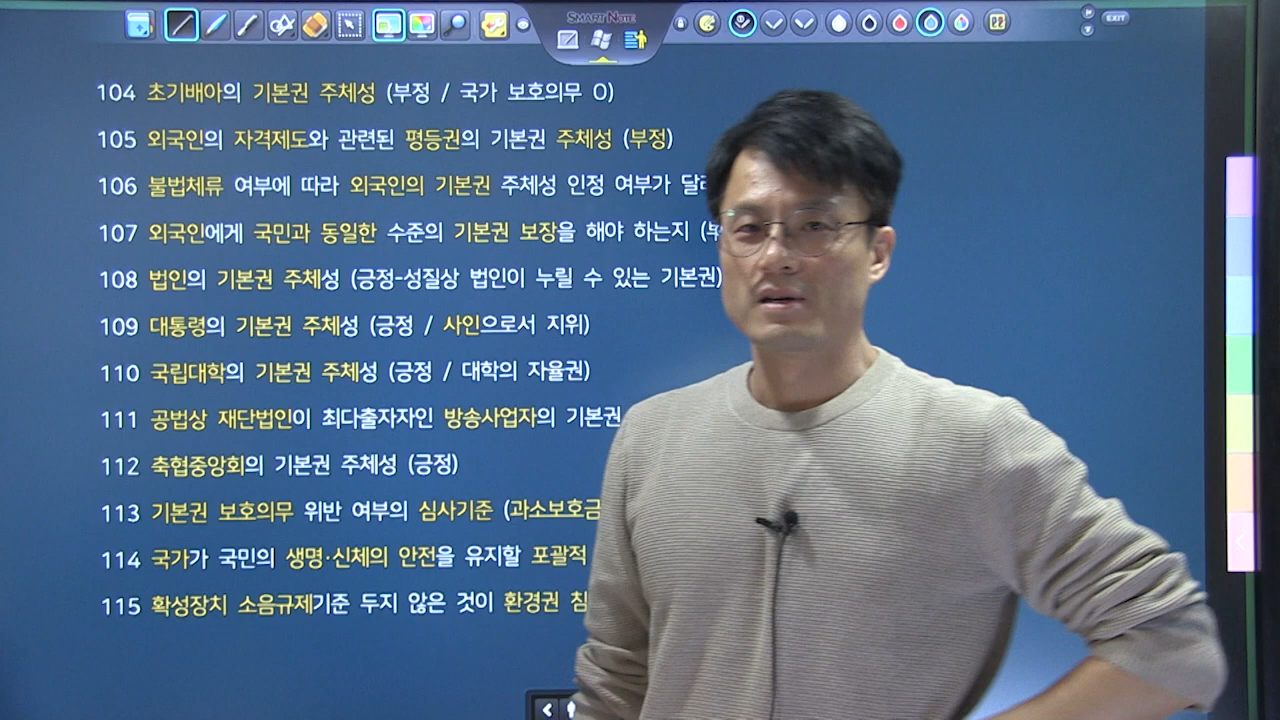 SMART NOTE
EXIT
104 초기배아의 기본권 주체성 (부정 / 국가 보호의무 O)
105 외국인의 자격제도와 관련된 평등권의 기본권 주체성 (부정)
106 불법체류 여부에 따라 외국인의 기본권 주체성 인정 여부가
107 외국인에게 국민과 동일한 수준의 기본권 보장을 해야 하는지
108 법인의 기본권 주체성 (긍정-성질상 법인이 누릴 수 있는 기본권)
109 대통령의 기본권 주체성 (긍정 / 사인으로서 지위)
110 국립대학의 기본권 주체성 (긍정 / 대학의 자율권)
111 공법상 재단법인이 최다출자자인 방송사업자의 기본권
112 축협중앙회의 기본권 주체성 (긍정)
113 기본권 보호의무 위반 여부의 심사기준 (과소보호금
114 국가가 국민의 생명·신체의 안전을 유지할 포괄적
115 확성장치 소음규제기준 두지 않은 것이 환경권 침